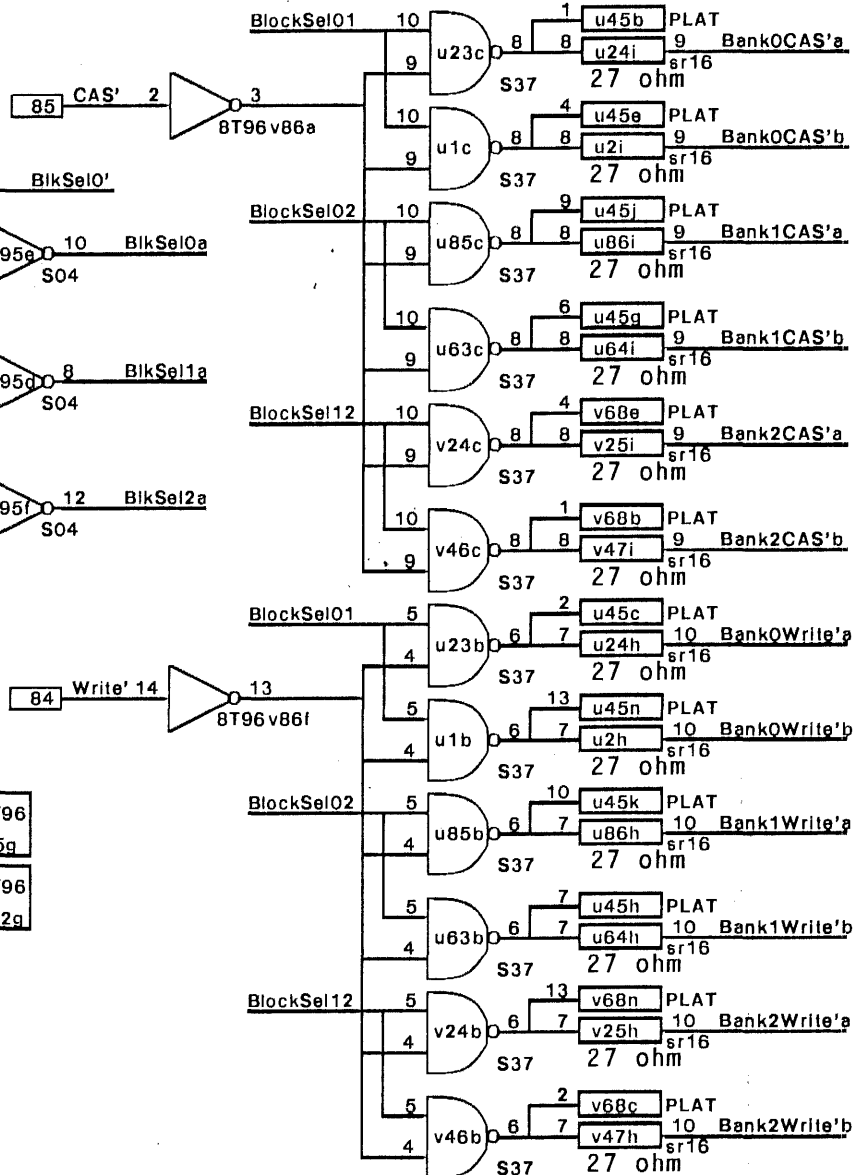 BlockSel01 10 u23c 8 1 u45b PLAT
9 8 u24i 9 Bank0CAS'a
S37 27 ohm sr16
85 CAS' 2 3 8T96 v86a
10 u1c 8 4 u45e PLAT
9 8 u2i 9 Bank0CAS'b
S37 27 ohm sr16
BlkSel0'
BlockSel02 10 u85c 8 9 u45j PLAT
9 8 u86i 9 Bank1CAS'a
S37 27 ohm sr16
95e 10 BlkSel0a
S04
10 u63c 8 6 u45g PLAT
9 8 u64i 9 Bank1CAS'b
S37 27 ohm sr16
95d 8 BlkSel1a
S04
BlockSel12 10 v24c 8 4 v68e PLAT
9 8 v25i 9 Bank2CAS'a
S37 27 ohm sr16
95f 12 BlkSel2a
S04
10 v46c 8 1 v68b PLAT
9 8 v47i 9 Bank2CAS'b
S37 27 ohm sr16
BlockSel01 5 u23b 6 2 u45c PLAT
4 7 u24h 10 Bank0Write'a
S37 27 ohm sr16
84 Write' 14 13 8T96 v86f
5 u1b 6 13 u45n PLAT
4 7 u2h 10 Bank0Write'b
S37 27 ohm sr16
BlockSel02 5 u85b 6 10 u45k PLAT
4 7 u86h 10 Bank1Write'a
S37 27 ohm sr16
96
5g
96
2g
5 u63b 6 7 u45h PLAT
4 7 u64h 10 Bank1Write'b
S37 27 ohm sr16
BlockSel12 5 v24b 6 13 v68n PLAT
4 7 v25h 10 Bank2Write'a
S37 27 ohm sr16
5 v46b 6 2 v68c PLAT
4 7 v47h 10 Bank2Write'b
S37 27 ohm sr16